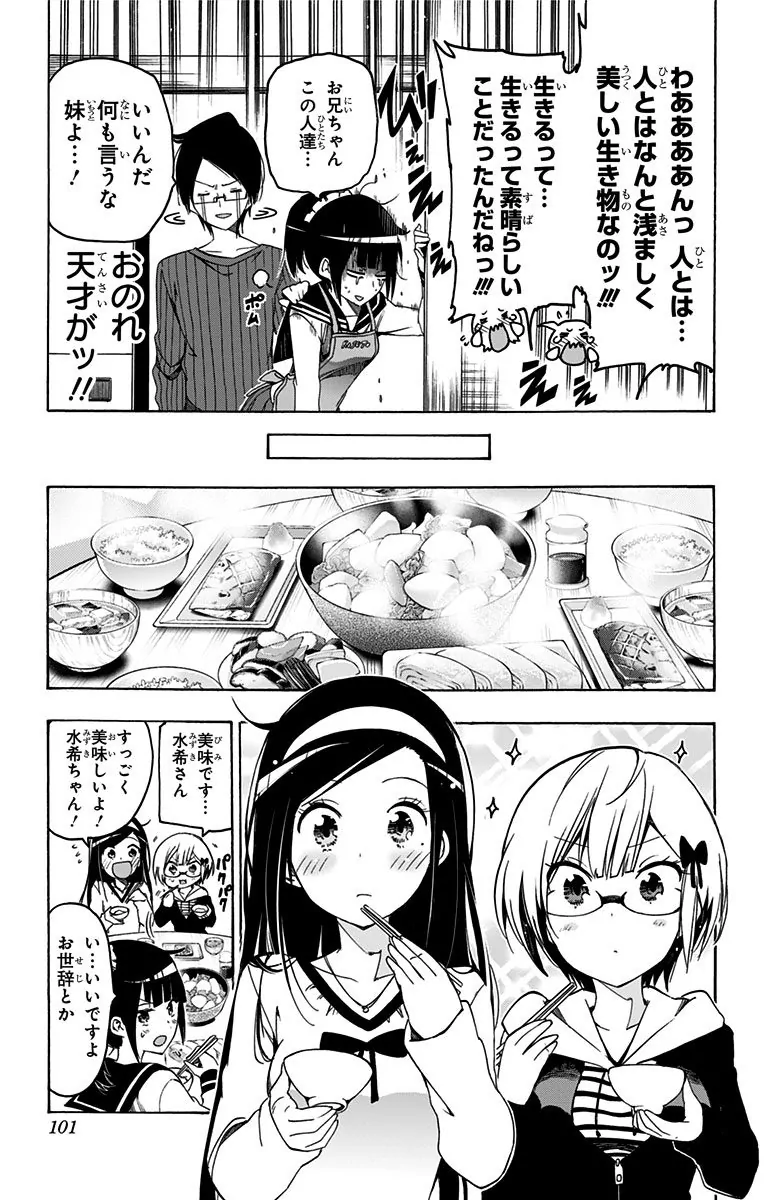 わああああんっ 人とは…
人とはなんと浅ましく
美しい生き物なのッ!!!
生きるって…
生きるって素晴らしい
ことだったんだねっ!!!
お兄ちゃん
この人達…
いいんだ
何も言うな
妹よ…!
おのれ
天才がッ!!
ポム
美味です…
水希さん
すっごく
美味しいよ!
水希ちゃん!
パクパク
い…いいですよ
お世辞とか
101